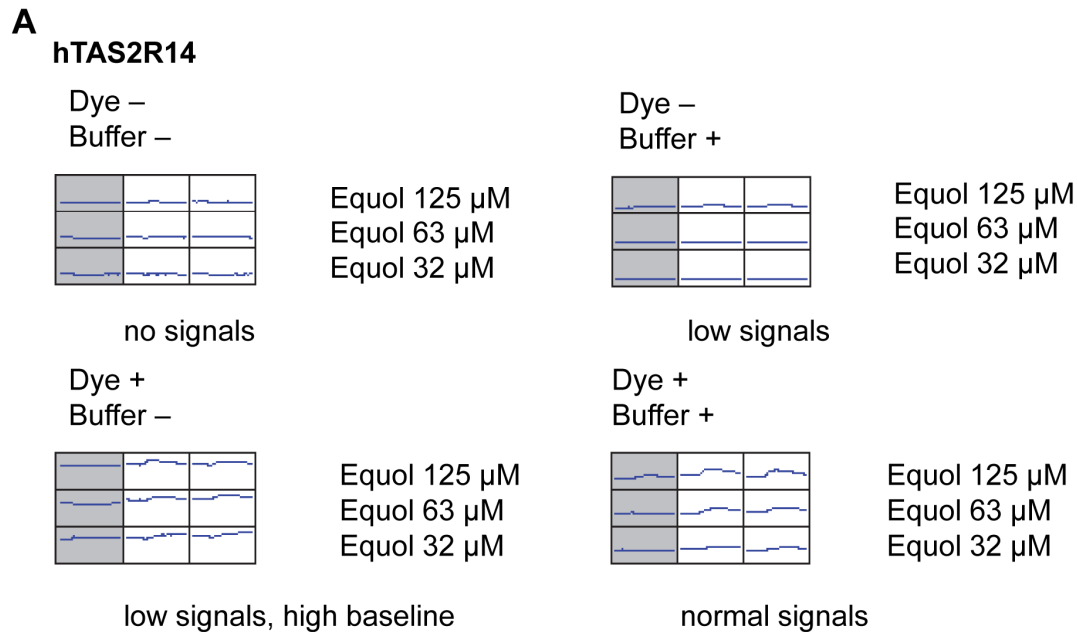 A
hTAS2R14
Dye –
Buffer –
Equol 125 µM
Equol 63 µM
Equol 32 µM
no signals
Dye –
Buffer +
Equol 125 µM
Equol 63 µM
Equol 32 µM
low signals
Dye +
Buffer –
Equol 125 µM
Equol 63 µM
Equol 32 µM
low signals, high baseline
Dye +
Buffer +
Equol 125 µM
Equol 63 µM
Equol 32 µM
normal signals